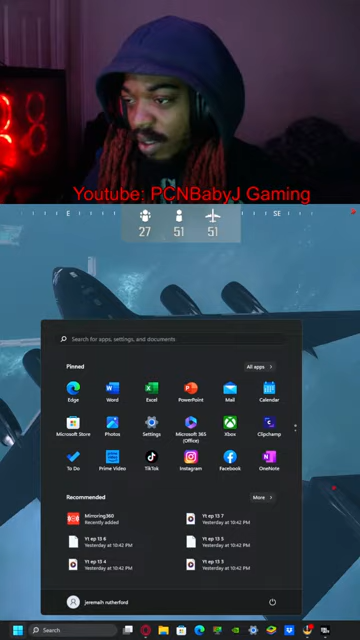 Youtube: PCNBabyJ Gaming
E
SE
27 51 51
Search for apps, settings, and documents
Pinned
All apps >
Edge Word Excel PowerPoint Mail Calendar
Microsoft Store Photos Settings Microsoft 365 (Office) Xbox Clipchamp
To Do Prime Video TikTok Instagram Facebook OneNote
Recommended
More >
Mirroring360
Recently added
Yt ep 13 7
Yesterday at 10:42 PM
Yt ep 13 6
Yesterday at 10:42 PM
Yt ep 13 5
Yesterday at 10:42 PM
Yt ep 13 4
Yesterday at 10:42 PM
Yt ep 13 3
Yesterday at 10:42 PM
jeremaih rutherford
Search